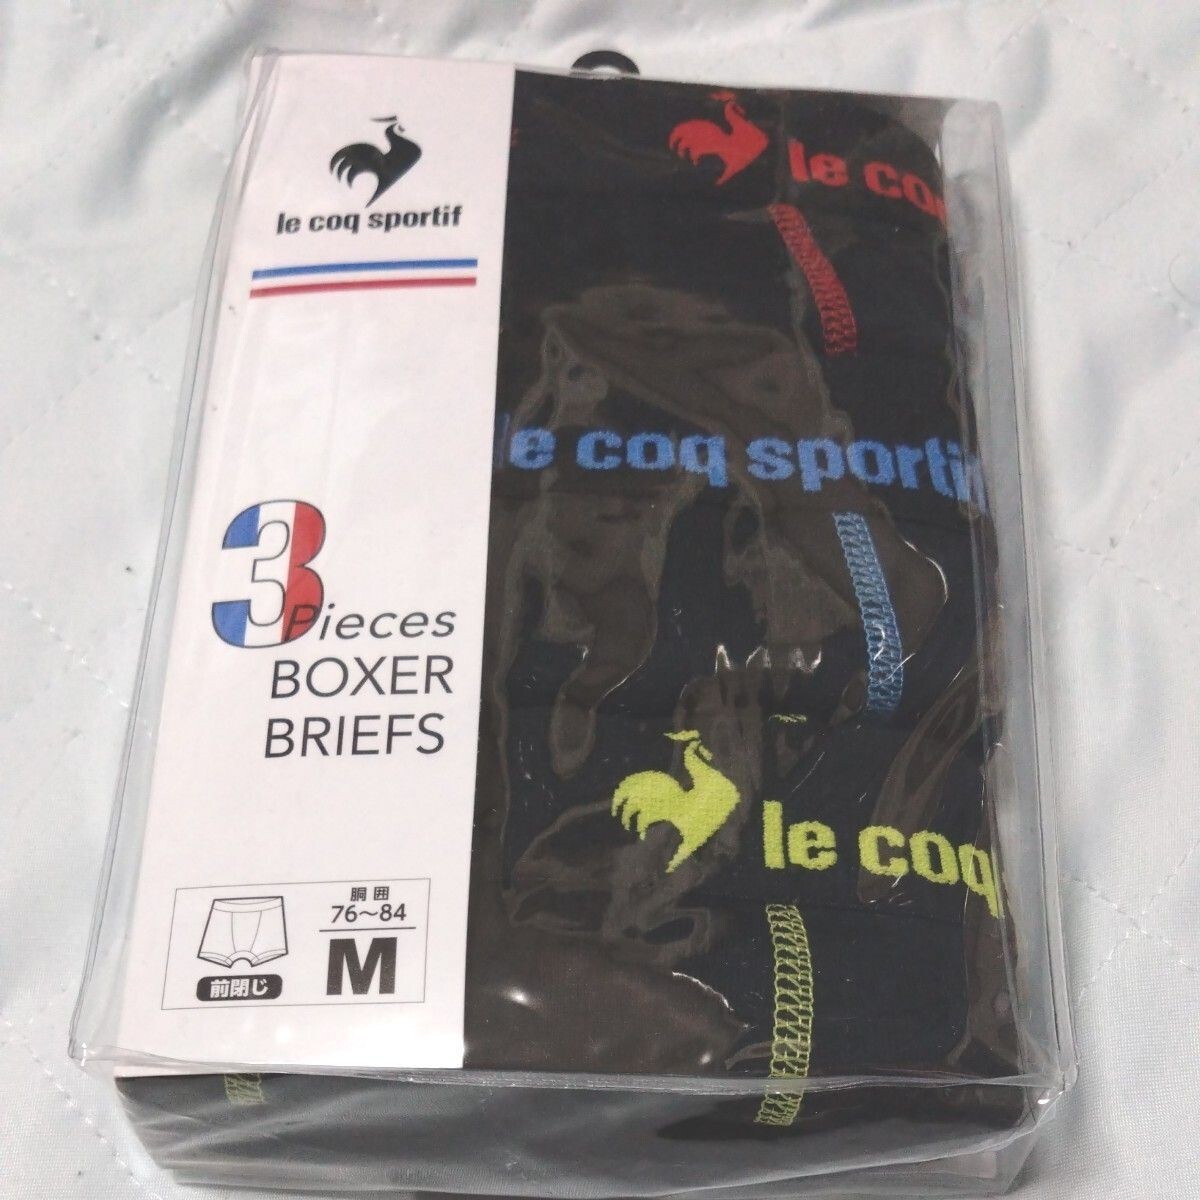 le coq sportif
3
Pieces
BOXER
BRIEFS
胴囲
76～84
M
前閉じ
le coq
le coq sportif
le coq